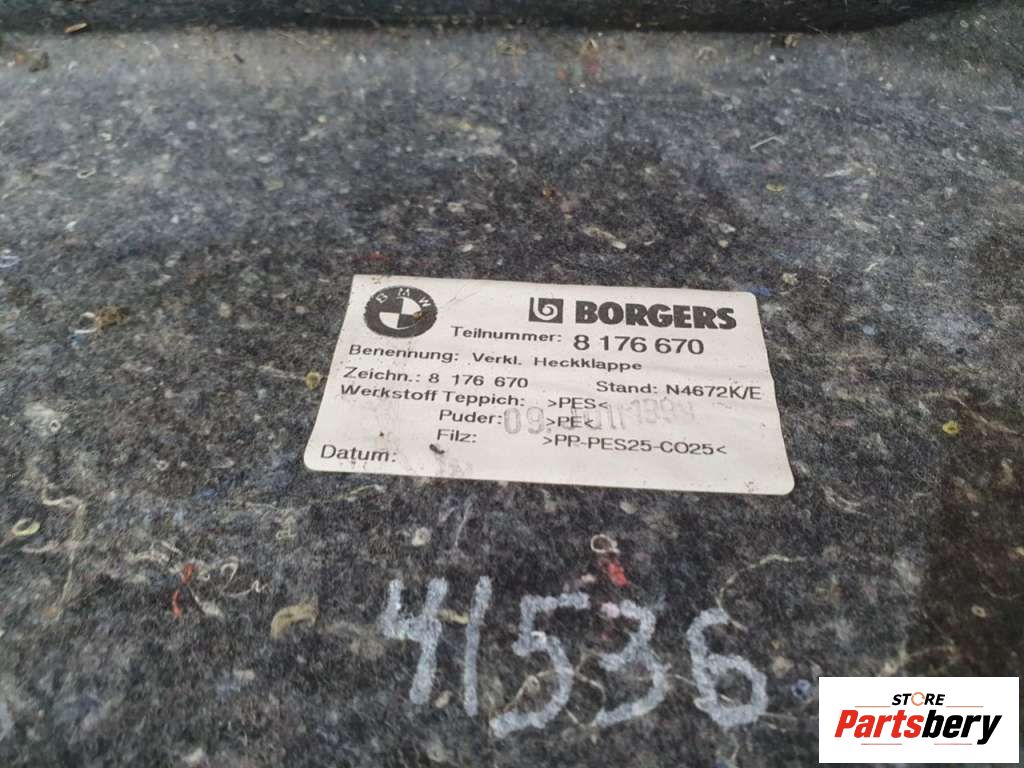 BMW
BORGERS
Teilnummer: 8 176 670
Benennung: Verkl. Heckklappe
Zeichn.: 8 176 670 Stand: N4672K/E
Werkstoff Teppich: >PES<
Puder: >PE<
Filz: >PP-PES25-CO25<
Datum:
09.
41536
STORE
Partsbery